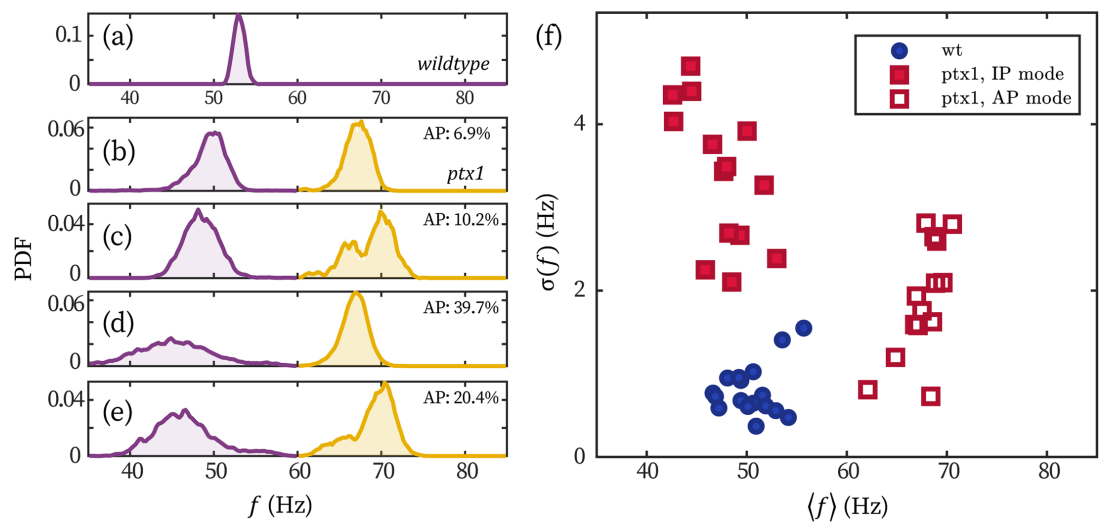 (a)
wildtype
0.1
0
40 50 60 70 80
(b)
AP: 6.9%
ptx1
0.06
0
(c)
AP: 10.2%
0.04
0
(d)
AP: 39.7%
0.06
0
(e)
AP: 20.4%
0.04
0
40 50 60 70 80
PDF
f (Hz)
(f)
wt
ptx1, IP mode
ptx1, AP mode
4
2
0
σ(f) (Hz)
40 50 60 70 80
⟨f⟩ (Hz)